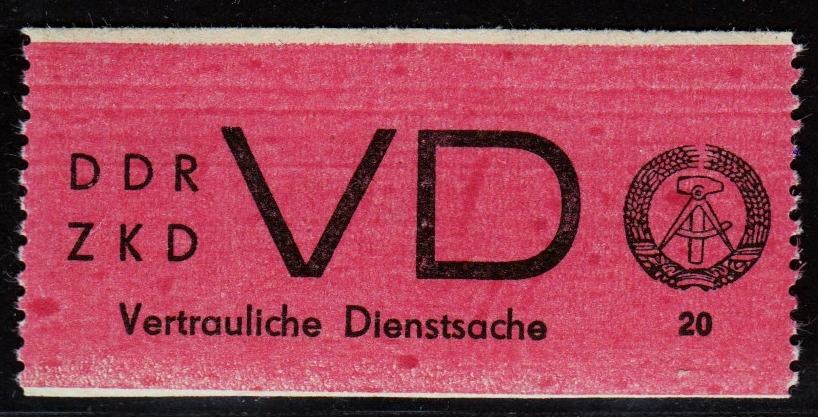 DDR
ZKD
VD
Vertrauliche Dienstsache
20